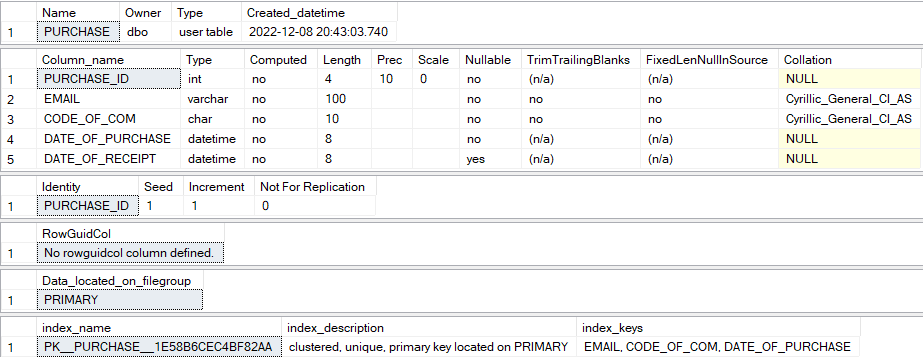 Name Owner Type Created_datetime
1 PURCHASE dbo user table 2022-12-08 20:43:03.740
Column_name Type Computed Length Prec Scale Nullable TrimTrailingBlanks FixedLenNullInSource Collation
1 PURCHASE_ID int no 4 10 0 no (n/a) (n/a) NULL
2 EMAIL varchar no 100 no no no Cyrillic_General_CI_AS
3 CODE_OF_COM char no 10 no no no Cyrillic_General_CI_AS
4 DATE_OF_PURCHASE datetime no 8 no (n/a) (n/a) NULL
5 DATE_OF_RECEIPT datetime no 8 yes (n/a) (n/a) NULL
Identity Seed Increment Not For Replication
1 PURCHASE_ID 1 1 0
RowGuidCol
1 No rowguidcol column defined.
Data_located_on_filegroup
1 PRIMARY
index_name index_description index_keys
1 PK__PURCHASE__1E58B6CEC4BF82AA clustered, unique, primary key located on PRIMARY EMAIL, CODE_OF_COM, DATE_OF_PURCHASE